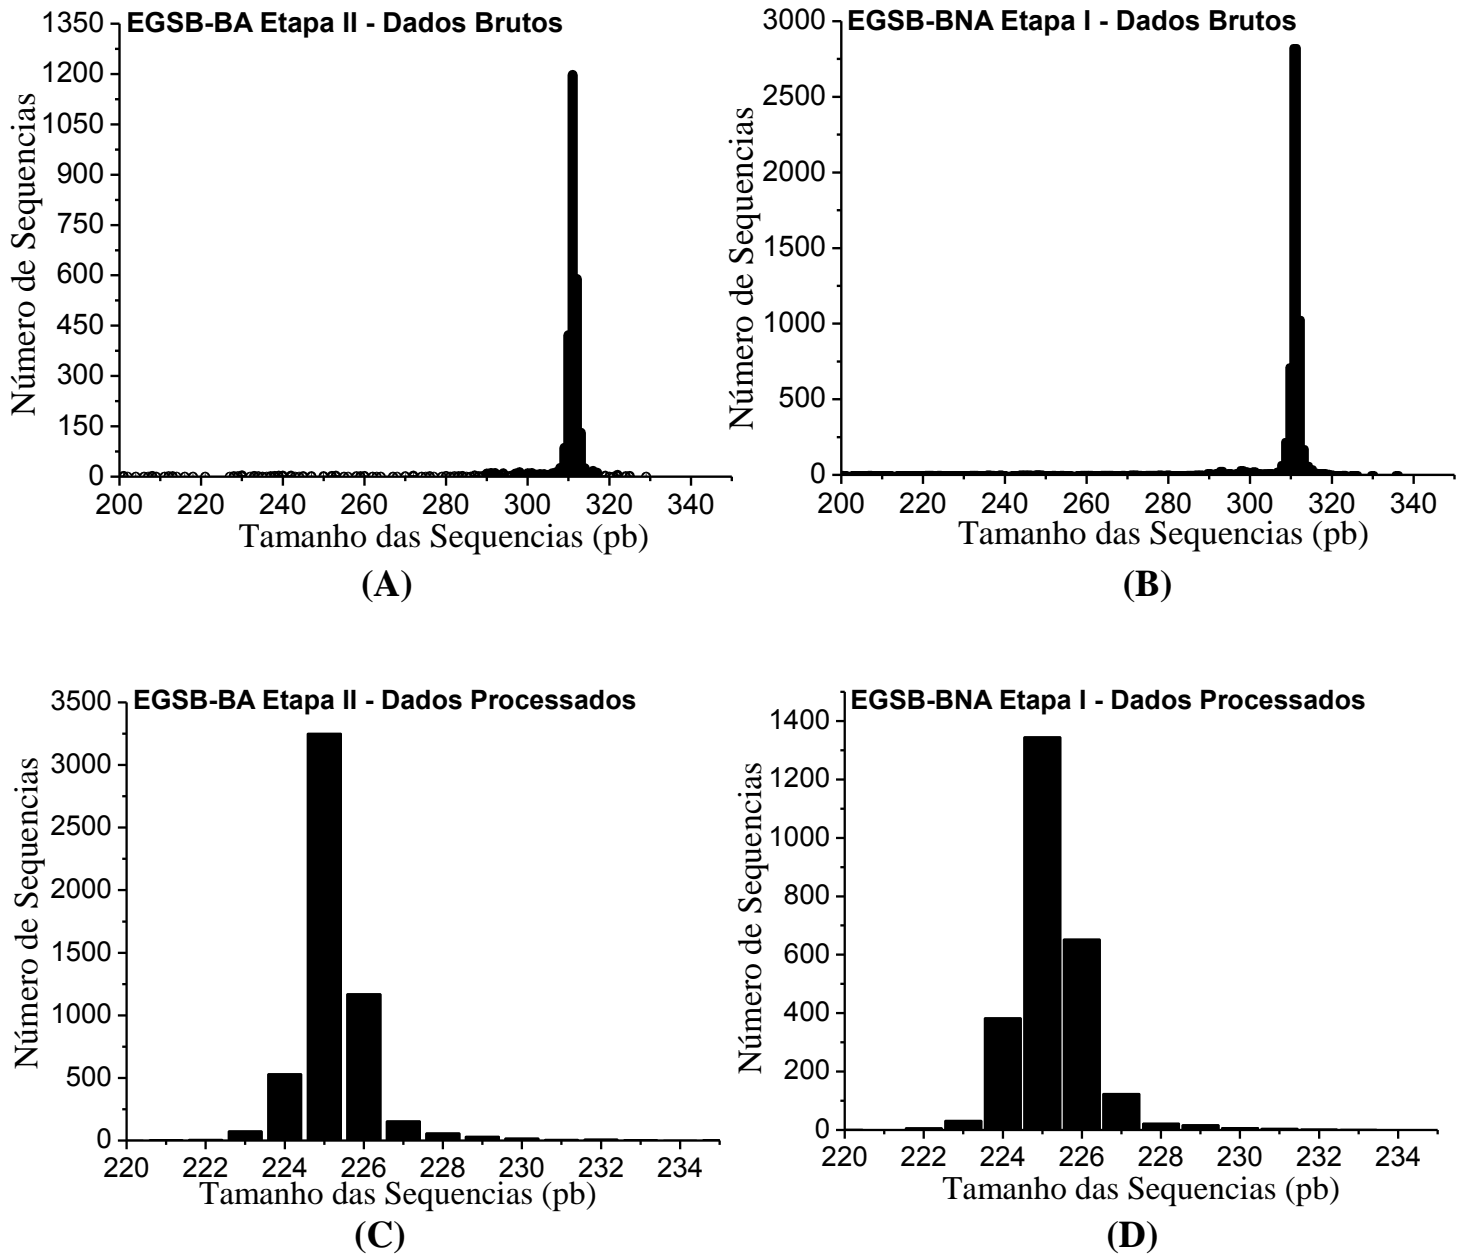 EGSB-BA Etapa II - Dados Brutos
1350
1200
1050
900
750
600
450
300
150
0
Número de Sequencias
200 220 240 260 280 300 320 340
Tamanho das Sequencias (pb)
(A)
EGSB-BNA Etapa I - Dados Brutos
3000
2500
2000
1500
1000
500
0
Número de Sequencias
200 220 240 260 280 300 320 340
Tamanho das Sequencias (pb)
(B)
EGSB-BA Etapa II - Dados Processados
3500
3000
2500
2000
1500
1000
500
0
Número de Sequencias
220 222 224 226 228 230 232 234
Tamanho das Sequencias (pb)
(C)
EGSB-BNA Etapa I - Dados Processados
1400
1200
1000
800
600
400
200
0
Número de Sequencias
220 222 224 226 228 230 232 234
Tamanho das Sequencias (pb)
(D)